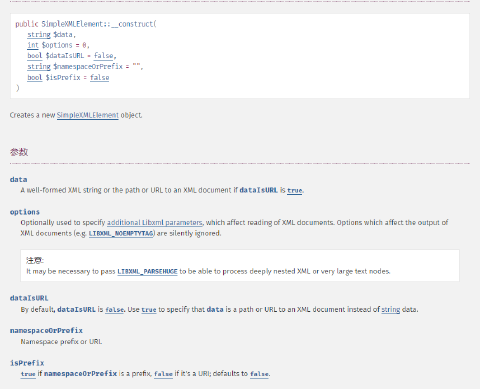 public SimpleXMLElement::__construct(
string $data,
int $options = 0,
bool $dataIsURL = false,
string $namespaceOrPrefix = "",
bool $isPrefix = false
)
Creates a new SimpleXMLElement object.
参数
data
A well-formed XML string or the path or URL to an XML document if dataIsURL is true.
options
Optionally used to specify additional Libxml parameters, which affect reading of XML documents. Options which affect the output of
XML documents (e.g. LIBXML_NOEMPTYTAG) are silently ignored.
注意:
It may be necessary to pass LIBXML_PARSEHUGE to be able to process deeply nested XML or very large text nodes.
dataIsURL
By default, dataIsURL is false. Use true to specify that data is a path or URL to an XML document instead of string data.
namespaceOrPrefix
Namespace prefix or URI.
isPrefix
true if namespaceOrPrefix is a prefix, false if it's a URI; defaults to false.